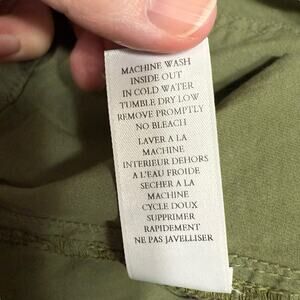 MACHINE WASH
INSIDE OUT
IN COLD WATER
TUMBLE DRY LOW
REMOVE PROMPTLY
NO BLEACH
LAVER A LA
MACHINE
INTERIEUR DEHORS
A L'EAU FROIDE
SECHER A LA
MACHINE
CYCLE DOUX
SUPPRIMER
RAPIDEMENT
NE PAS JAVELLISER